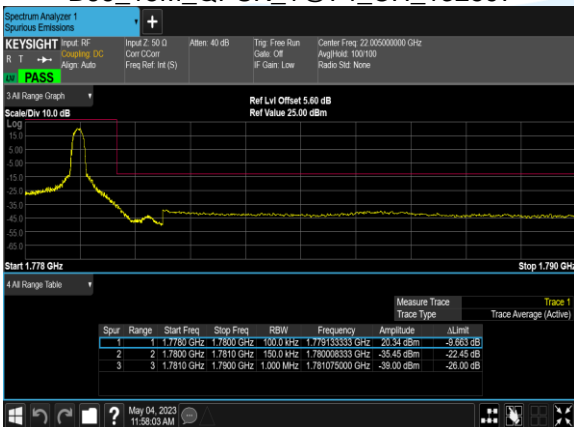 Spectrum Analyzer 1
Spurious Emissions
+
KEYSIGHT
R T
LW PASS
Input: RF
Coupling: DC
Align: Auto
Input Z: 50 Ω
Corr CCorr
Freq Ref: Int (S)
Atten: 40 dB
Trig: Free Run
Gate: Off
IF Gain: Low
Center Freq: 22.005000000 GHz
Avg|Hold: 100/100
Radio Std: None
3 All Range Graph
Scale/Div 10.0 dB
Ref Lvl Offset 5.60 dB
Ref Value 25.00 dBm
Log
15.0
5.00
-5.00
-15.0
-25.0
-35.0
-45.0
-55.0
-65.0
Start 1.778 GHz
Stop 1.790 GHz
4 All Range Table
Measure Trace Trace 1
Trace Type Trace Average (Active)
Spur Range Start Freq Stop Freq RBW Frequency Amplitude ΔLimit
1 1 1.7780 GHz 1.7800 GHz 100.0 kHz 1.779133333 GHz 20.34 dBm -9.663 dB
2 2 1.7800 GHz 1.7810 GHz 150.0 kHz 1.780008333 GHz -35.45 dBm -22.45 dB
3 3 1.7810 GHz 1.7900 GHz 1.000 MHz 1.781075000 GHz -39.00 dBm -26.00 dB
?
May 04, 2023
11:58:03 AM